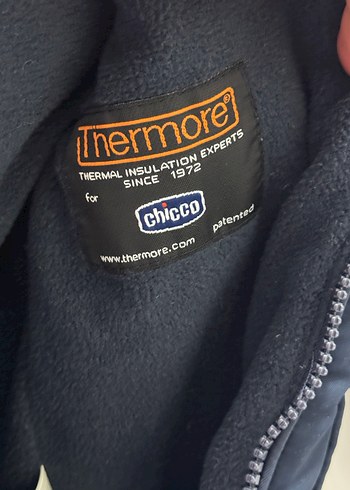 Thermore®
THERMAL INSULATION EXPERTS
SINCE 1972
for
chicco
patented
www.thermore.com